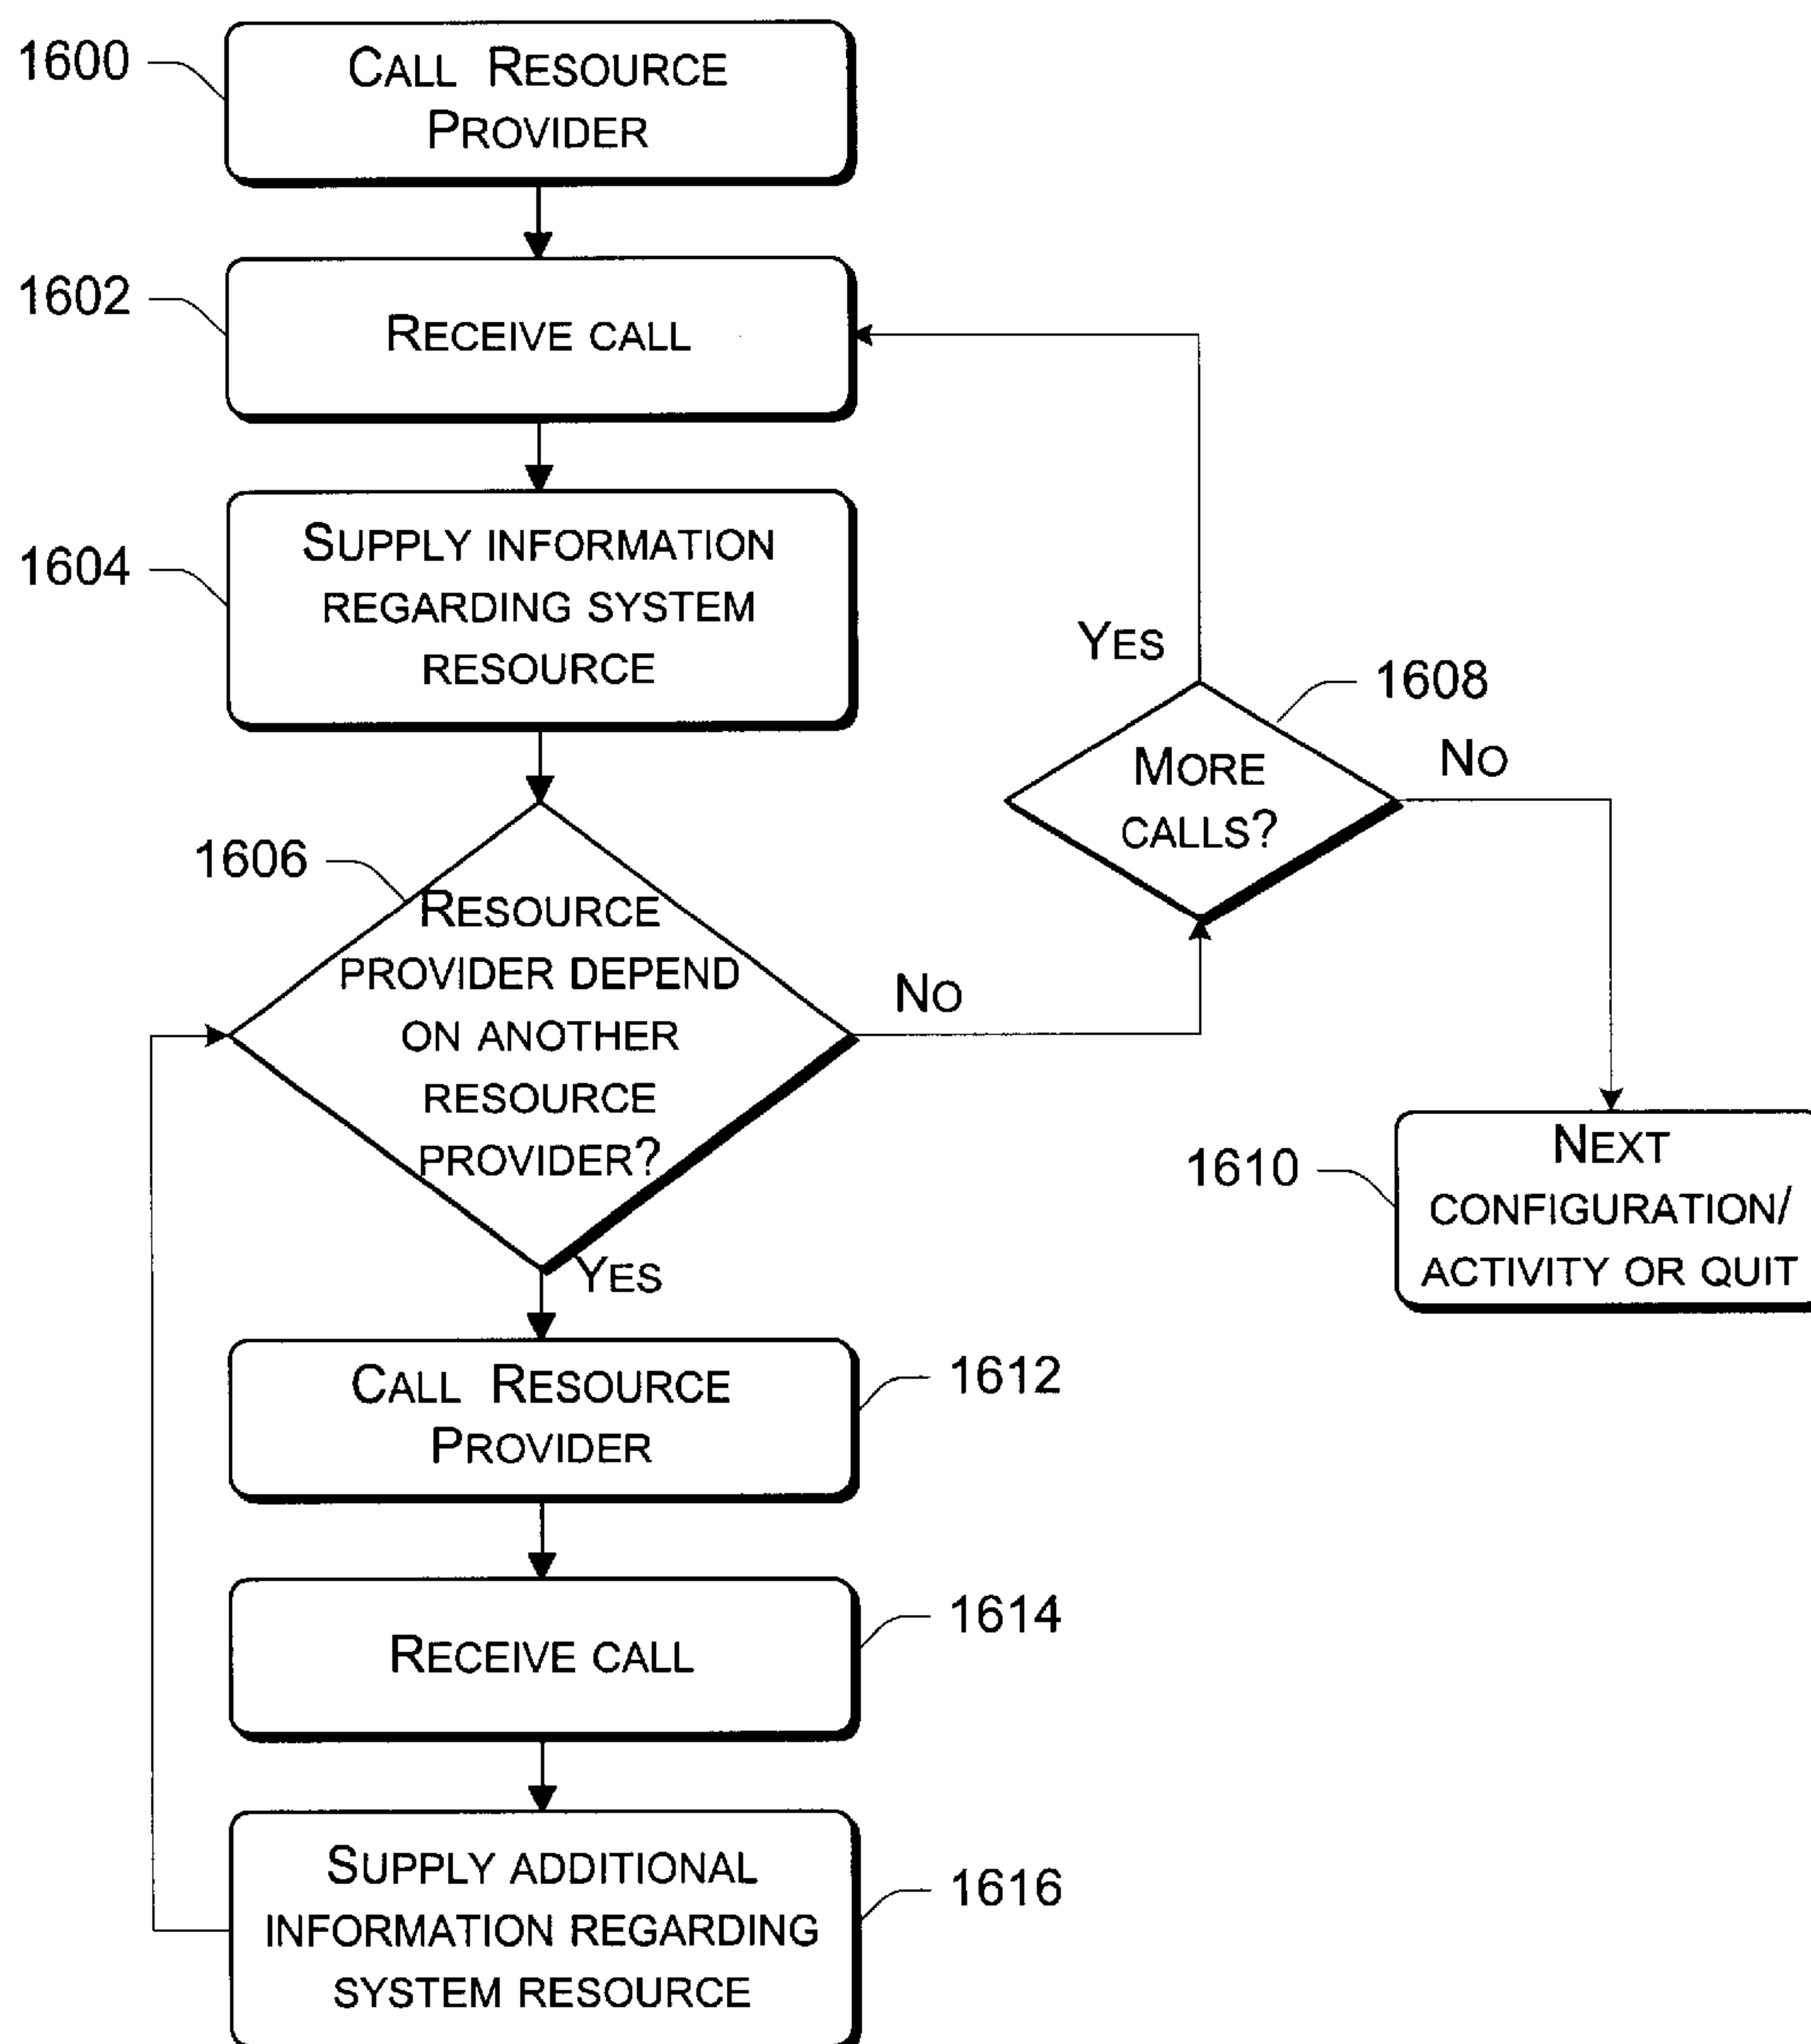 1600
CALL RESOURCE
PROVIDER
1602
RECEIVE CALL
1604
SUPPLY INFORMATION
REGARDING SYSTEM
RESOURCE
YES
1608
MORE
CALLS?
NO
1606
RESOURCE
PROVIDER DEPEND
ON ANOTHER
RESOURCE
PROVIDER?
NO
YES
1610
NEXT
CONFIGURATION/
ACTIVITY OR QUIT
CALL RESOURCE
PROVIDER
1612
RECEIVE CALL
1614
SUPPLY ADDITIONAL
INFORMATION REGARDING
SYSTEM RESOURCE
1616